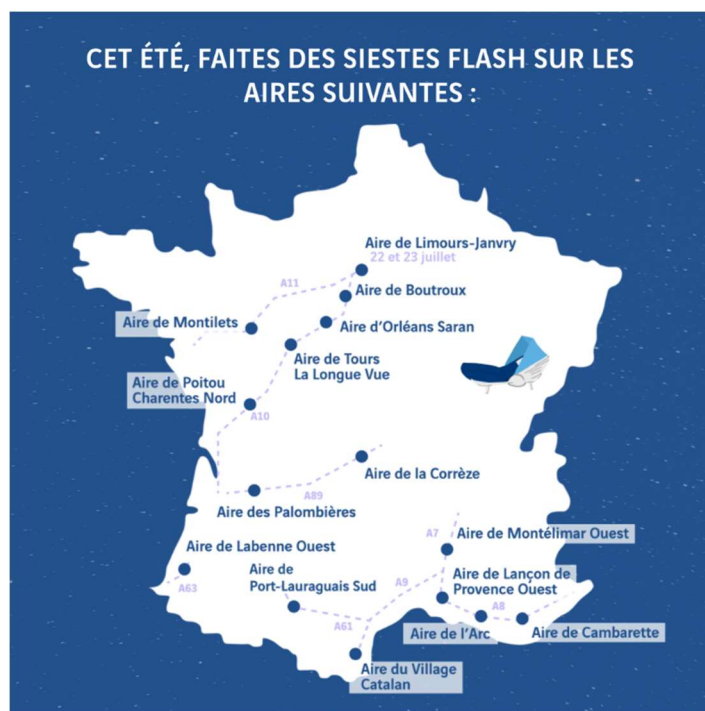 CET ÉTÉ, FAITES DES SIESTES FLASH SUR LES
AIRES SUIVANTES :
Aire de Limours-Janvry
22 et 23 juillet
A11
Aire de Boutroux
Aire de Montilets
Aire d'Orléans Saran
Aire de Tours
La Longue Vue
Aire de Poitou
Charentes Nord
A10
Aire de la Corrèze
A89
Aire des Palombières
A7
Aire de Montélimar Ouest
Aire de Labenne Ouest
Aire de
Port-Lauraguais Sud
A63
A9
Aire de Lançon de
Provence Ouest
A8
A61
Aire de l'Arc
Aire de Cambarette
Aire du Village
Catalan